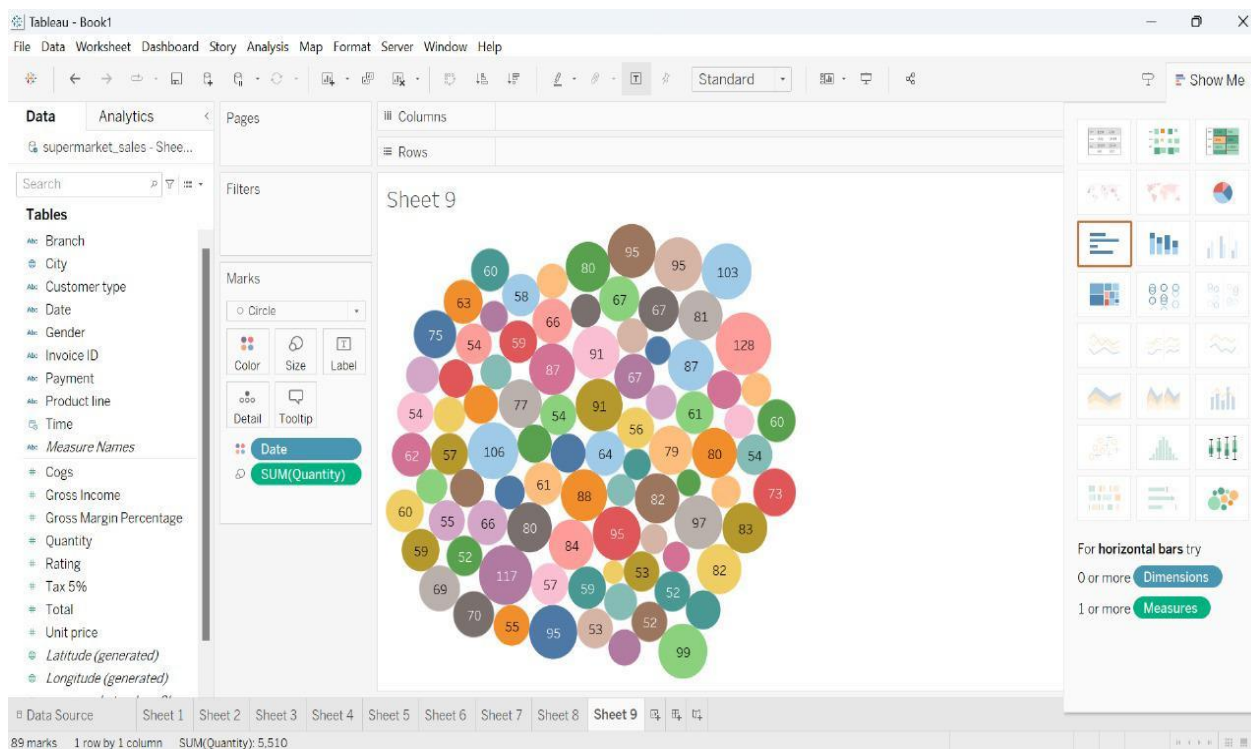 Tableau - Book1
File Data Worksheet Dashboard Story Analysis Map Format Server Window Help
Standard
Show Me
Data Analytics
supermarket_sales - Shee...
Search
Tables
Abc Branch
City
Abc Customer type
Abc Date
Abc Gender
Abc Invoice ID
Abc Payment
Abc Product line
Time
Abc Measure Names
# Cogs
# Gross Income
# Gross Margin Percentage
# Quantity
# Rating
# Tax 5%
# Total
# Unit price
Latitude (generated)
Longitude (generated)
Pages
Filters
Marks
Circle
Color Size Label
Detail Tooltip
Date
SUM(Quantity)
Columns
Rows
Sheet 9
95
80 95
60 103
58
63 67
67
66 81
75 59
54 128
91
87 87
67
77 91
54 54 61
56 60
106
62 57 64 79 80 54
61
88 82 73
60
55 66 80 97 83
95
84
59 52
53 82
117
57 59 52
69
70 52
55 95 53
99
For horizontal bars try
0 or more Dimensions
1 or more Measures
Data Source Sheet 1 Sheet 2 Sheet 3 Sheet 4 Sheet 5 Sheet 6 Sheet 7 Sheet 8 Sheet 9
89 marks 1 row by 1 column SUM(Quantity): 5,510